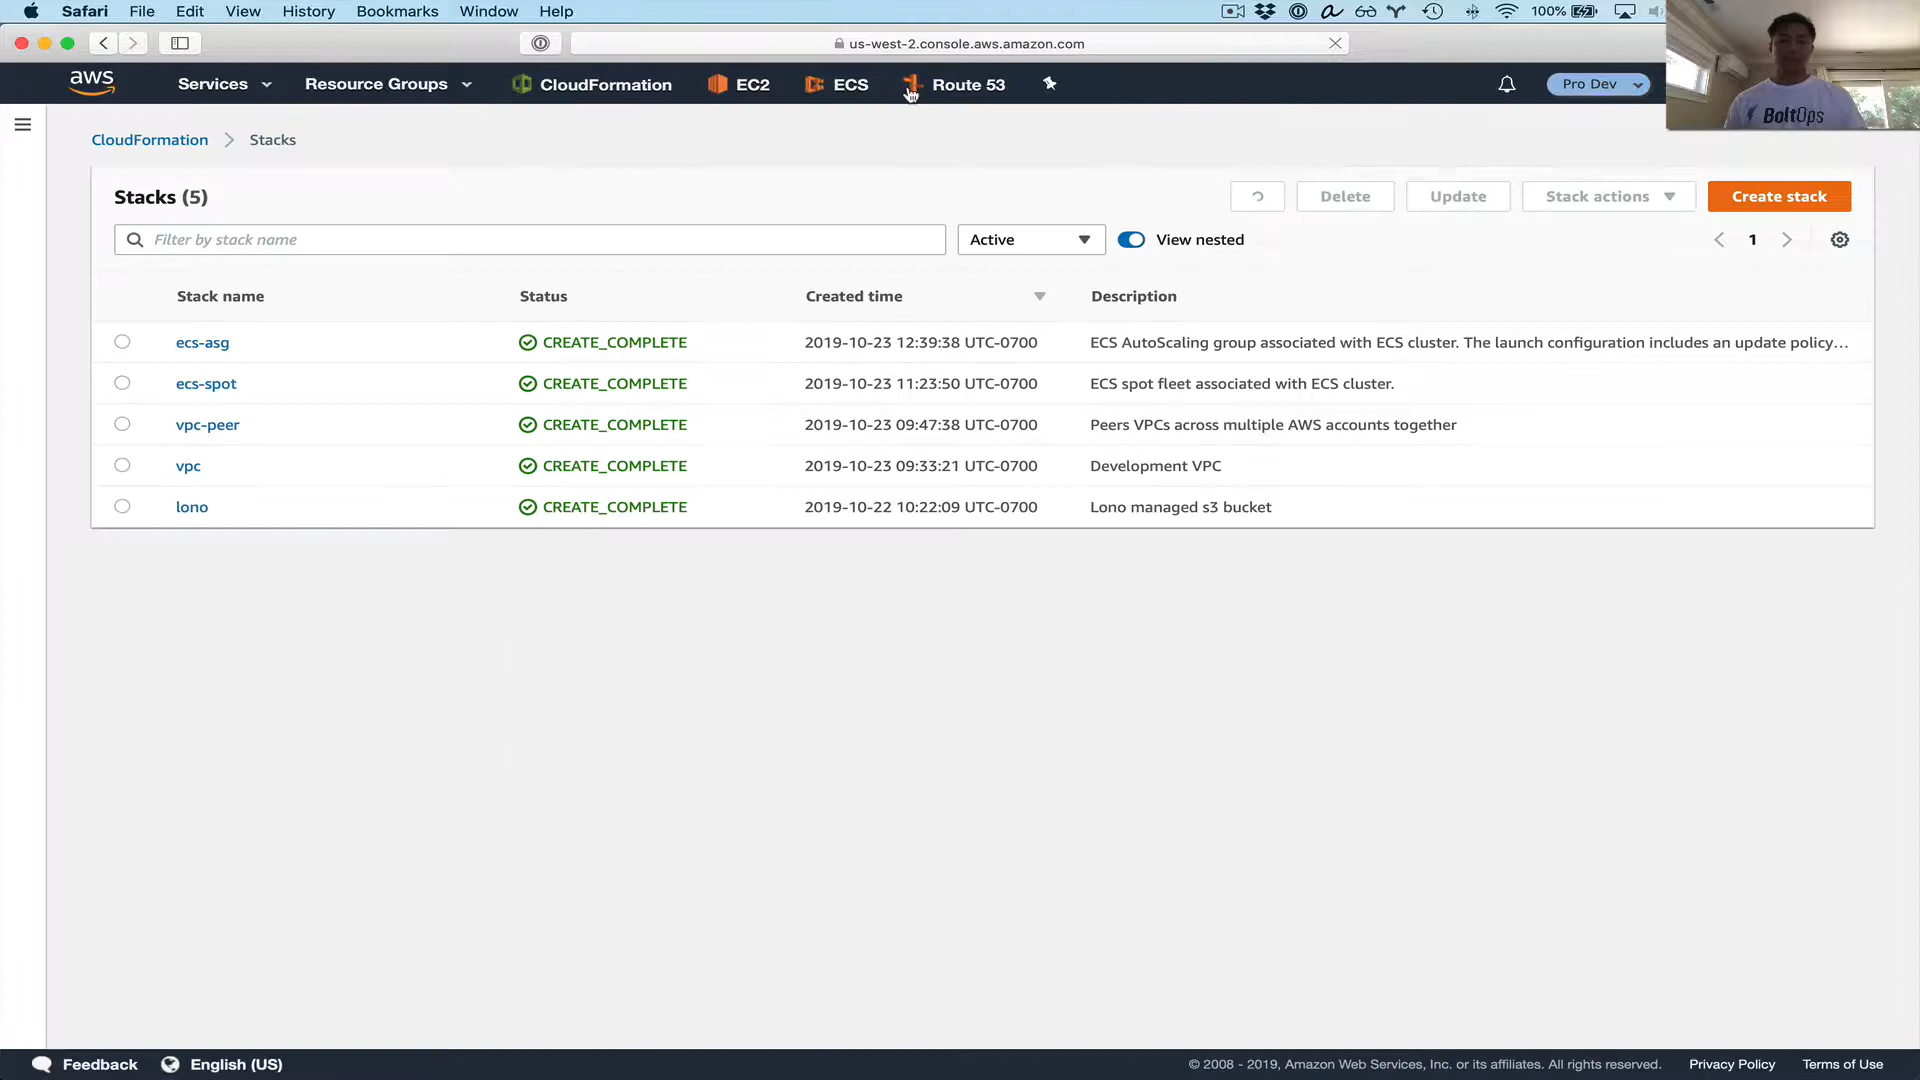 Safari File Edit View History Bookmarks Window Help 100%
us-west-2.console.aws.amazon.com
aws Services Resource Groups CloudFormation EC2 ECS Route 53 Pro Dev
BoltOps
CloudFormation > Stacks
Stacks (5) Delete Update Stack actions Create stack
Filter by stack name Active View nested 1
Stack name Status Created time Description
ecs-asg CREATE_COMPLETE 2019-10-23 12:39:38 UTC-0700 ECS AutoScaling group associated with ECS cluster. The launch configuration includes an update policy…
ecs-spot CREATE_COMPLETE 2019-10-23 11:23:50 UTC-0700 ECS spot fleet associated with ECS cluster.
vpc-peer CREATE_COMPLETE 2019-10-23 09:47:38 UTC-0700 Peers VPCs across multiple AWS accounts together
vpc CREATE_COMPLETE 2019-10-23 09:33:21 UTC-0700 Development VPC
lono CREATE_COMPLETE 2019-10-22 10:22:09 UTC-0700 Lono managed s3 bucket
Feedback English (US) © 2008 - 2019, Amazon Web Services, Inc. or its affiliates. All rights reserved. Privacy Policy Terms of Use